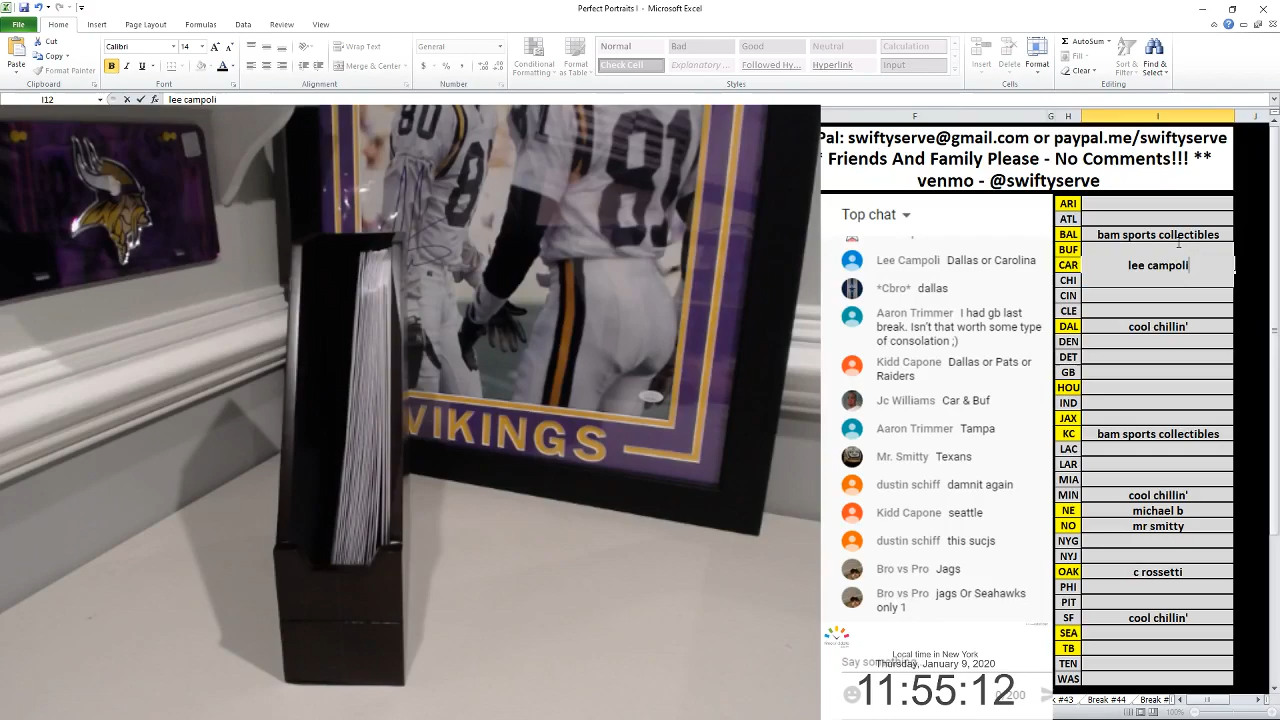 Perfect Portraits I - Microsoft Excel
File
Home
Insert
Page Layout
Formulas
Data
Review
View
Paste
Cut
Copy
Format Painter
Clipboard
Calibri
14
Font
Wrap Text
Merge & Center
Alignment
General
Number
Conditional Formatting
Format as Table
Normal
Bad
Good
Neutral
Calculation
Check Cell
Explanatory ...
Followed Hy...
Hyperlink
Input
Styles
Insert
Delete
Format
Cells
AutoSum
Fill
Clear
Sort & Filter
Find & Select
Editing
I12
lee campoli
F
G
H
I
J
Pal: swiftyserve@gmail.com or paypal.me/swiftyserve
* Friends And Family Please - No Comments!!! **
venmo - @swiftyserve
Top chat
Lee Campoli Dallas or Carolina
*Cbro* dallas
Aaron Trimmer I had gb last
break. Isn't that worth some type
of consolation ;)
Kidd Capone Dallas or Pats or
Raiders
Jc Williams Car & Buf
Aaron Trimmer Tampa
Mr. Smitty Texans
dustin schiff damnit again
Kidd Capone seattle
dustin schiff this sucjs
Bro vs Pro Jags
Bro vs Pro jags Or Seahawks
only 1
Local time in New York
Say something...
Thursday, January 9, 2020
11:55:12
0/200
ARI
ATL
BAL bam sports collectibles
BUF
CAR lee campoli
CHI
CIN
CLE
DAL cool chillin'
DEN
DET
GB
HOU
IND
JAX
KC bam sports collectibles
LAC
LAR
MIA
MIN cool chillin'
NE michael b
NO mr smitty
NYG
NYJ
OAK c rossetti
PHI
PIT
SF cool chillin'
SEA
TB
TEN
WAS
#43
Break #44
Break #
100%
80
8
81
VIKINGS